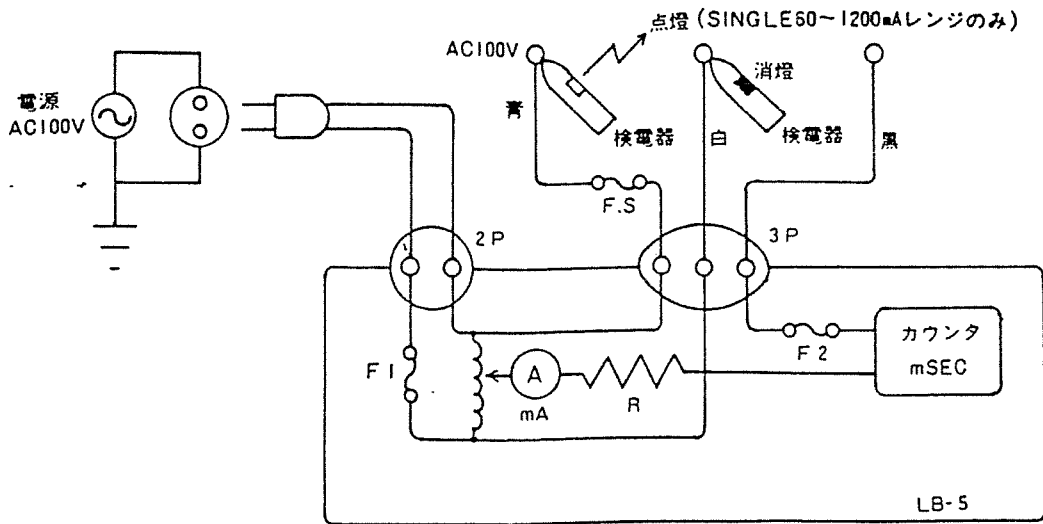 点燈(SINGLE60～1200mAレンジのみ)
AC100V
消燈
電源
AC100V
青
検電器
白
検電器
黒
F.S
2P
3P
F1
A
mA
R
F2
カウンタ
mSEC
LB-5